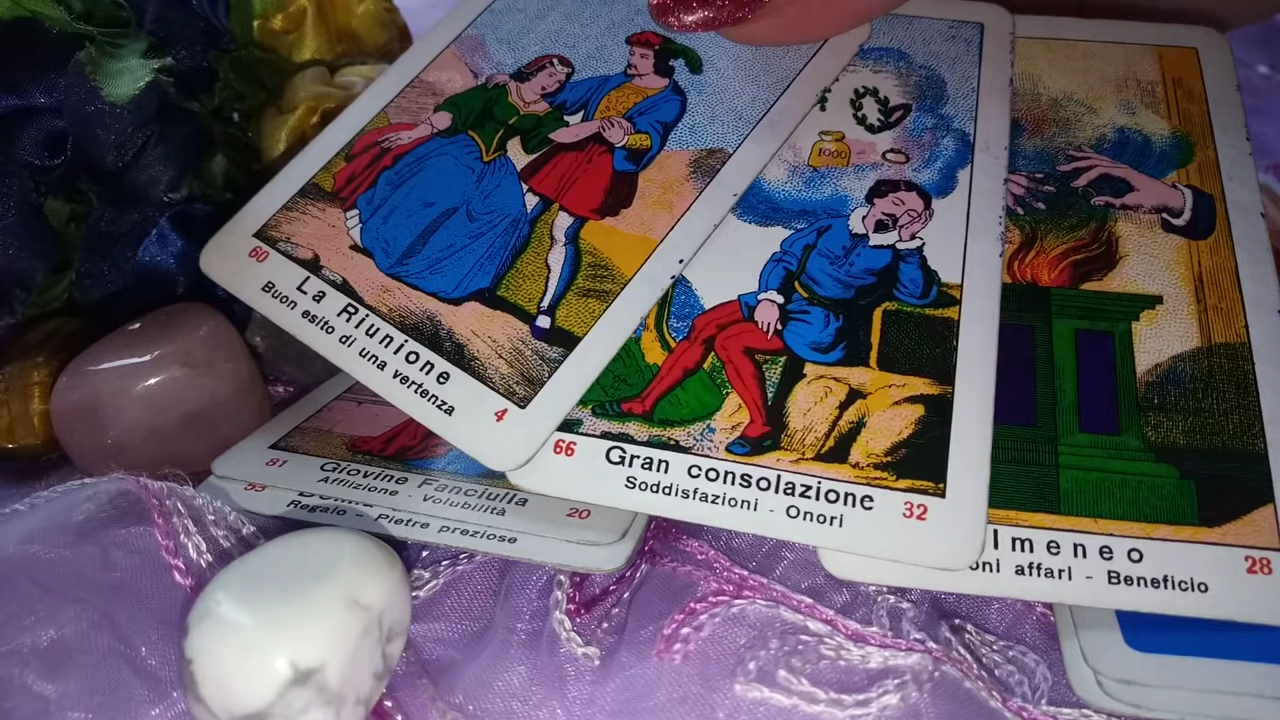 60
La Riunione
Buon esito di una vertenza
4
1000
66
Gran consolazione
Soddisfazioni - Onori
32
Imeneo
affari - Beneficio
28
81
Giovine Fanciulla
Afflizione - Volubilità
20
Regalo - Pietre preziose